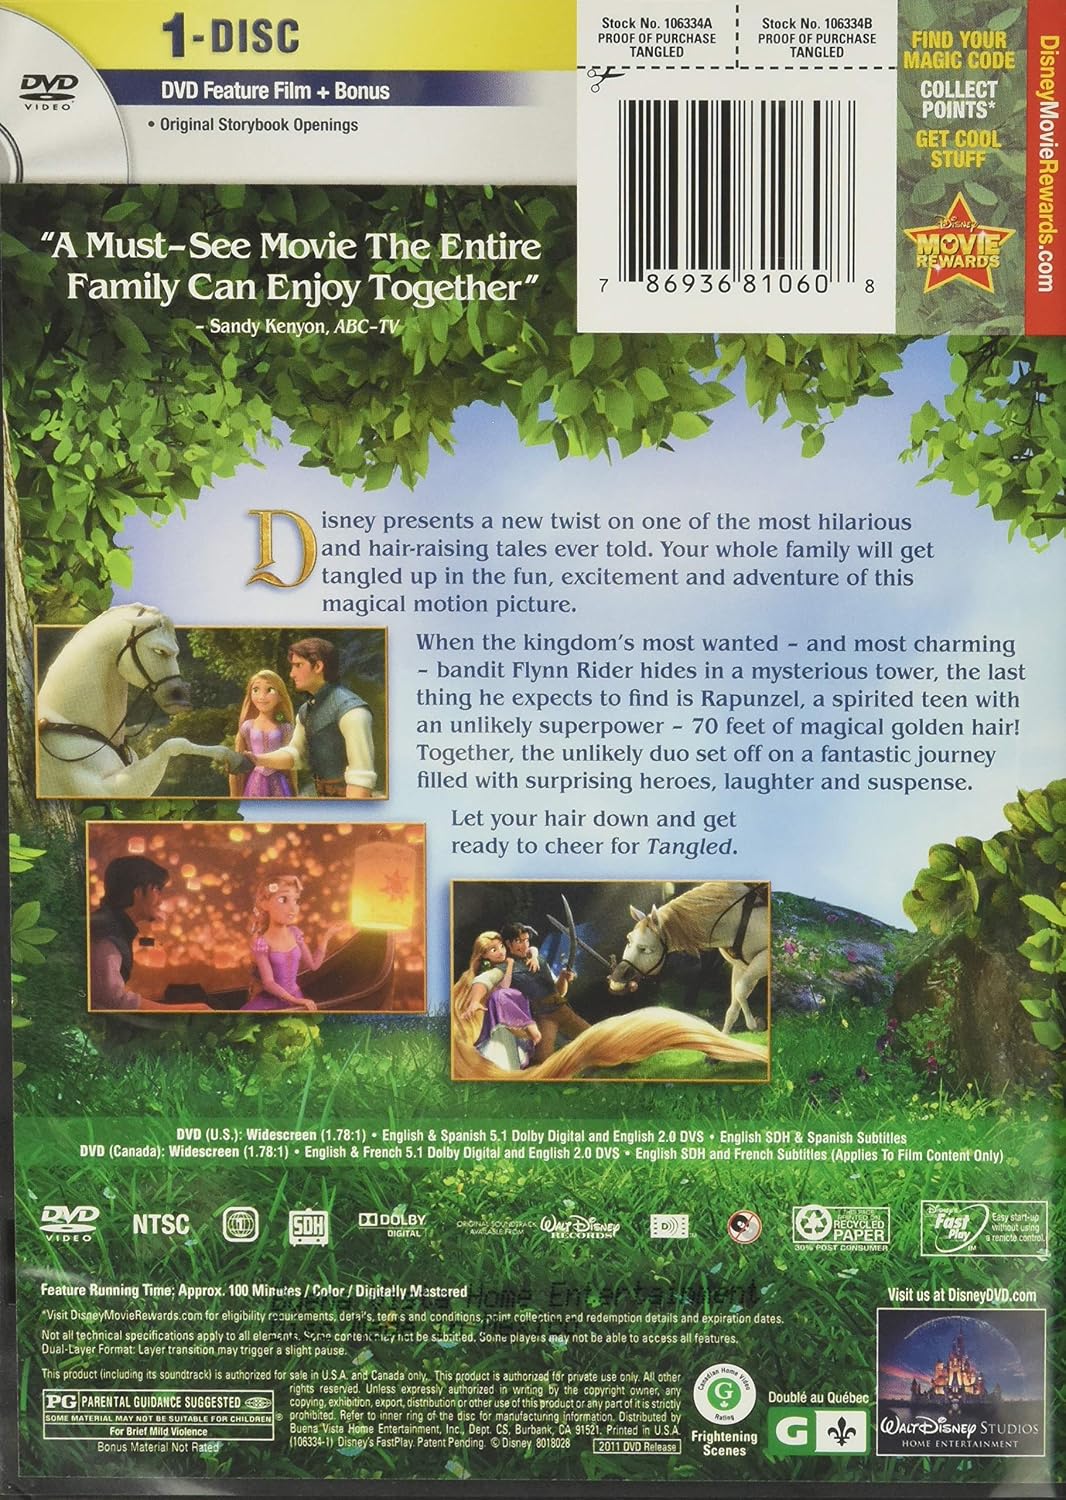 1-DISC
DVD
VIDEO
DVD Feature Film + Bonus
• Original Storybook Openings
Stock No. 106334A
PROOF OF PURCHASE
TANGLED
Stock No. 106334B
PROOF OF PURCHASE
TANGLED
7 86936 81060 8
FIND YOUR
MAGIC CODE
COLLECT
POINTS*
GET COOL
STUFF
Disney
MOVIE
REWARDS
DisneyMovieRewards.com
"A Must-See Movie The Entire
Family Can Enjoy Together"
- Sandy Kenyon, ABC-TV
Disney presents a new twist on one of the most hilarious
and hair-raising tales ever told. Your whole family will get
tangled up in the fun, excitement and adventure of this
magical motion picture.
When the kingdom's most wanted – and most charming
– bandit Flynn Rider hides in a mysterious tower, the last
thing he expects to find is Rapunzel, a spirited teen with
an unlikely superpower – 70 feet of magical golden hair!
Together, the unlikely duo set off on a fantastic journey
filled with surprising heroes, laughter and suspense.
Let your hair down and get
ready to cheer for Tangled.
DVD (U.S.): Widescreen (1.78:1) • English & Spanish 5.1 Dolby Digital and English 2.0 DVS • English SDH & Spanish Subtitles
DVD (Canada): Widescreen (1.78:1) • English & French 5.1 Dolby Digital and English 2.0 DVS • English SDH and French Subtitles (Applies To Film Content Only)
DVD
VIDEO
NTSC
1
SDH
DOLBY
DIGITAL
ORIGINAL SOUNDTRACK
AVAILABLE FROM
WALT DISNEY
RECORDS
RECYCLED
PAPER
30% POST CONSUMER
Disney's
Fast
Play
Easy start-up
without using
a remote control.
Feature Running Time: Approx. 100 Minutes / Color / Digitally Mastered
Home Entertainment
*Visit DisneyMovieRewards.com for eligibility requirements, details, terms and conditions, point collection and redemption details and expiration dates.
Not all technical specifications apply to all elements. Some content may not be subtitled. Some players may not be able to access all features.
Dual-Layer Format: Layer transition may trigger a slight pause.
This product (including its soundtrack) is authorized for sale in U.S.A. and Canada only. This product is authorized for private use only. All other
rights reserved. Unless expressly authorized in writing by the copyright owner, any
copying, exhibition, export, distribution or other use of this product or any part of it is strictly
prohibited. Refer to inner ring of the disc for manufacturing information. Distributed by
Buena Vista Home Entertainment, Inc., Dept. CS, Burbank, CA 91521. Printed in U.S.A.
(106334-1) Disney's FastPlay. Patent Pending. © Disney 8018028
2011 DVD Release
PG PARENTAL GUIDANCE SUGGESTED
SOME MATERIAL MAY NOT BE SUITABLE FOR CHILDREN
For Brief Mild Violence
Bonus Material Not Rated
Canadian Home Video
G
Rating
Frightening
Scenes
Doublé au Québec
G
Visit us at DisneyDVD.com
WALT DISNEY STUDIOS
HOME ENTERTAINMENT